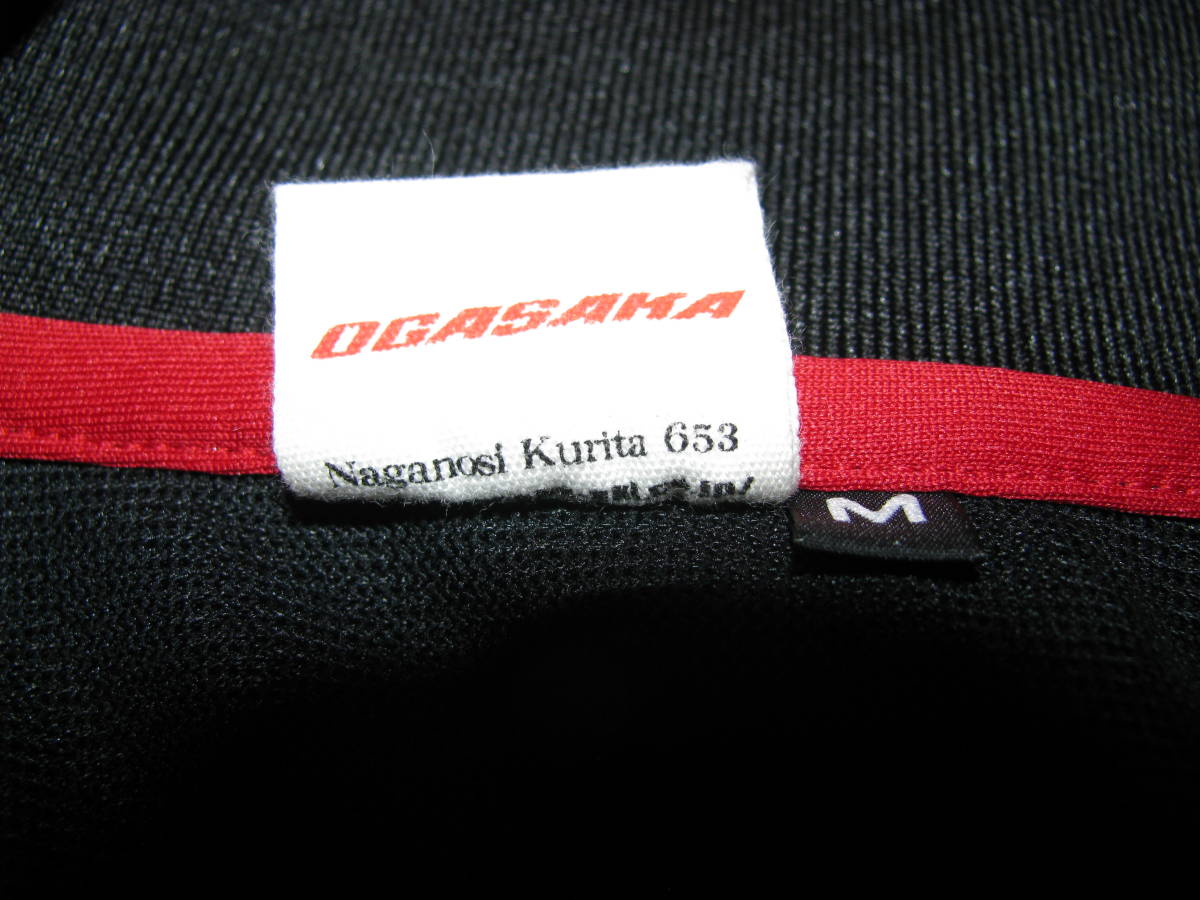 OGASAKA
Naganosi Kurita 653
M